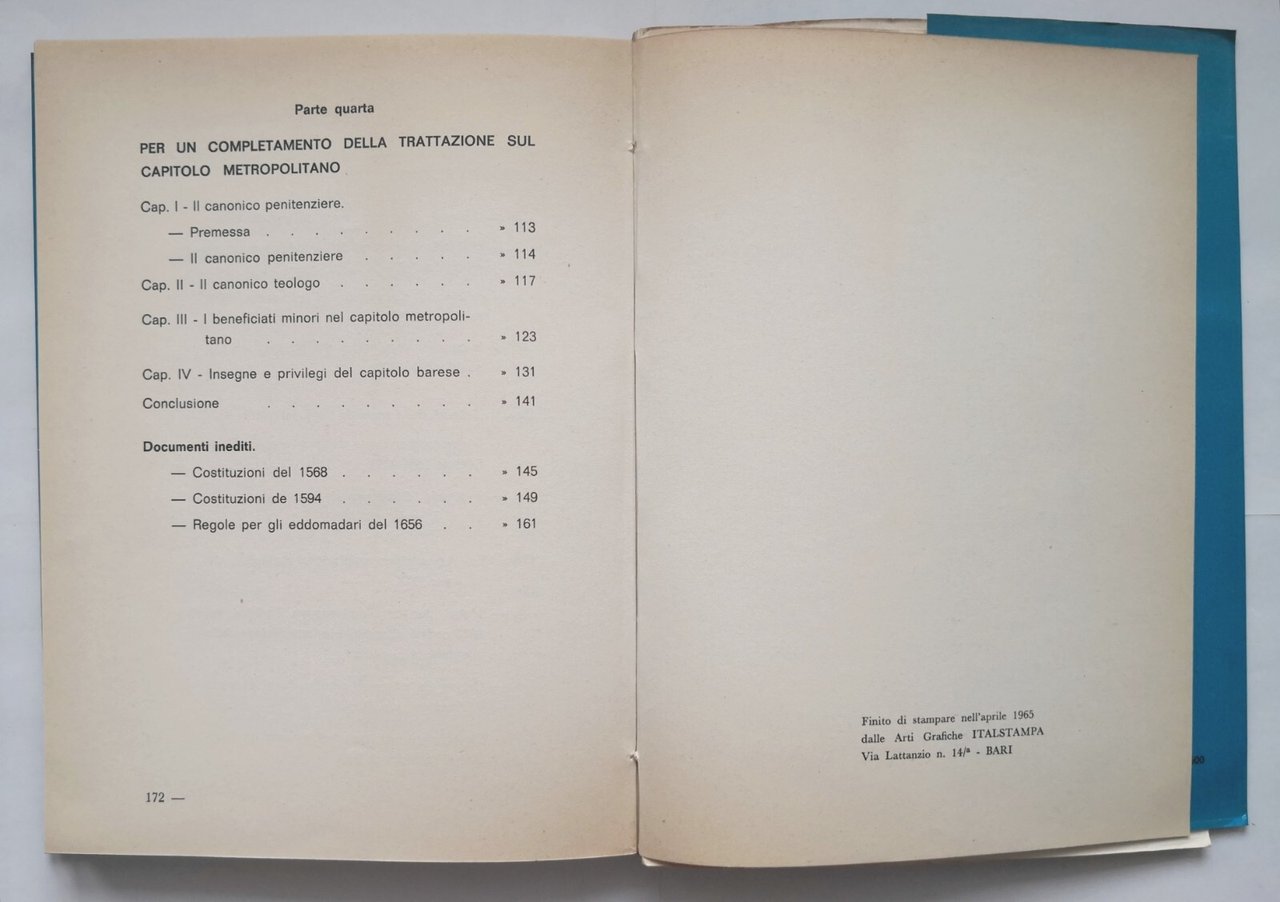 Parte quarta
PER UN COMPLETAMENTO DELLA TRATTAZIONE SUL
CAPITOLO METROPOLITANO
Cap. I - Il canonico penitenziere.
— Premessa . . . . . . . . . » 113
— Il canonico penitenziere . . . . . » 114
Cap. II - Il canonico teologo . . . . . . » 117
Cap. III - I beneficiati minori nel capitolo metropoli-
tano . . . . . . . . . » 123
Cap. IV - Insegne e privilegi del capitolo barese . » 131
Conclusione . . . . . . . . . » 141
Documenti inediti.
— Costituzioni del 1568 . . . . . . » 145
— Costituzioni de 1594 . . . . . . » 149
— Regole per gli eddomadari del 1656 . . » 161
172 —
Finito di stampare nell'aprile 1965
dalle Arti Grafiche ITALSTAMPA
Via Lattanzio n. 14/ª - BARI